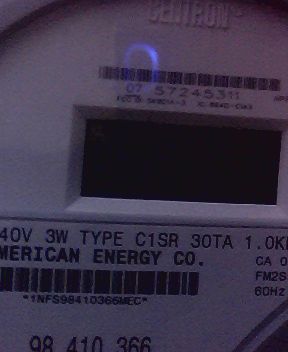 CENTRON
07 57245311
40V 3W TYPE C1SR 30TA 1.0K
MERICAN ENERGY CO.
CA 0
FM2S
*1NFS98410366MEC*
60Hz
98 410 366